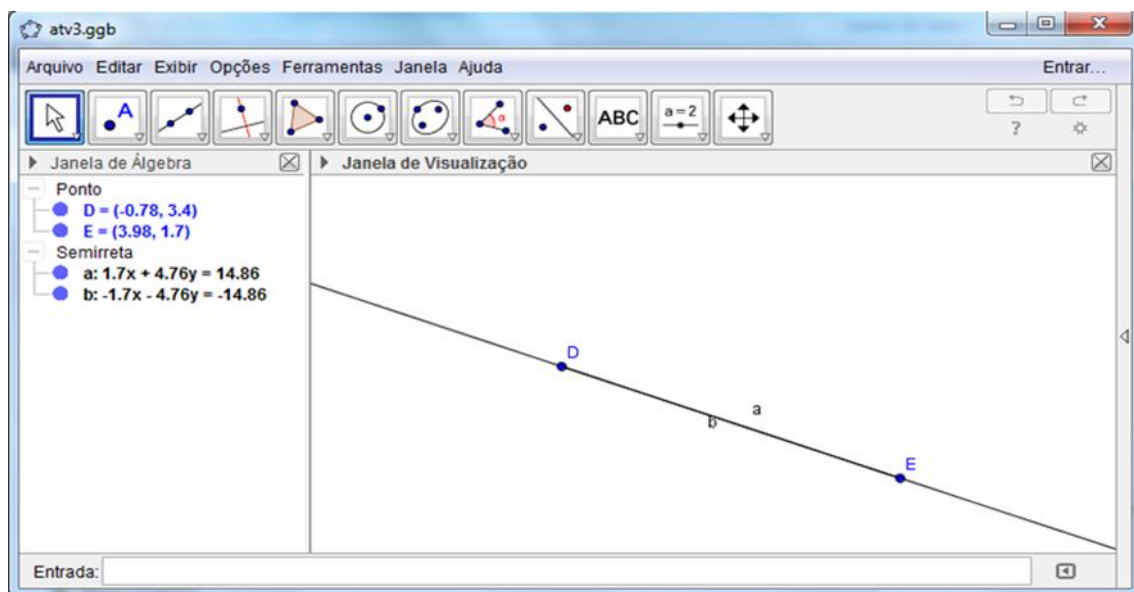 atv3.ggb
Arquivo Editar Exibir Opções Ferramentas Janela Ajuda Entrar...
A ABC a=2 ?
Janela de Álgebra
Janela de Visualização
Ponto
D = (-0.78, 3.4)
E = (3.98, 1.7)
Semirreta
a: 1.7x + 4.76y = 14.86
b: -1.7x - 4.76y = -14.86
D
a
b
E
Entrada: